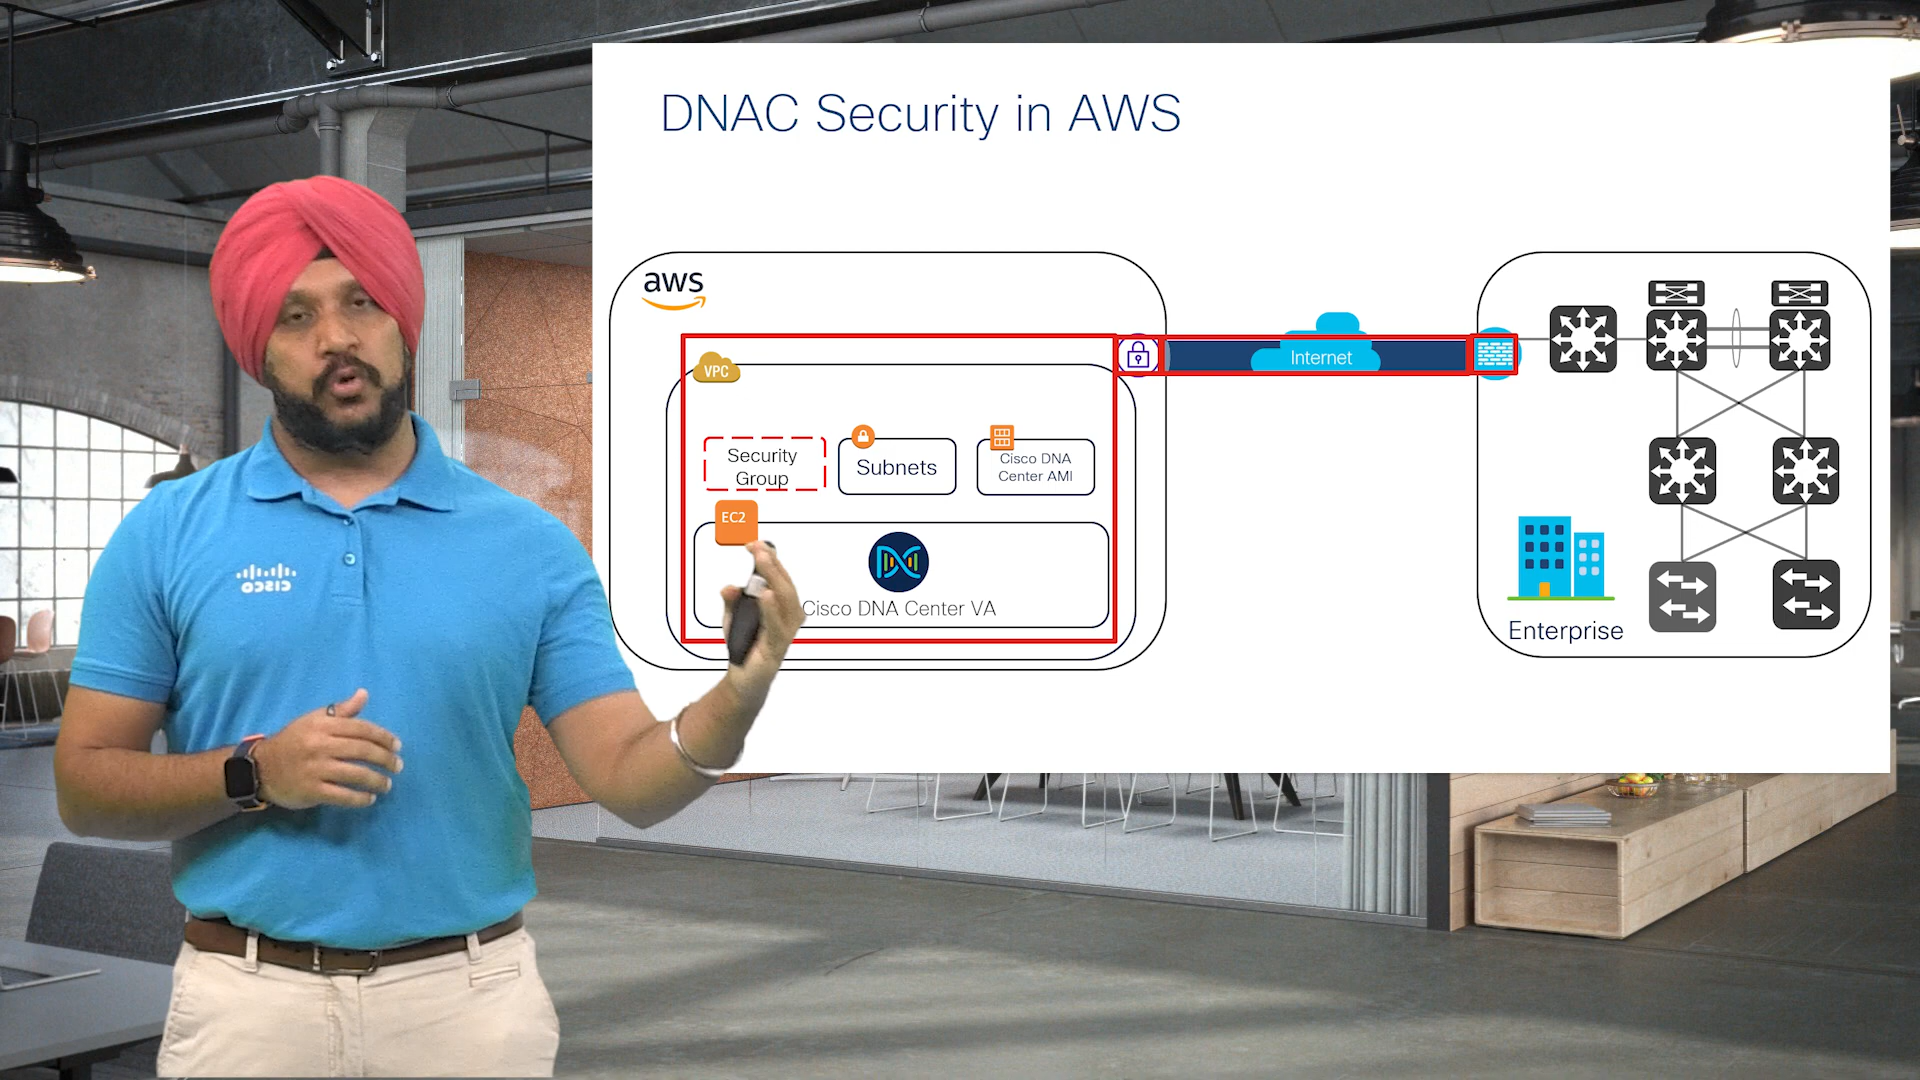 DNAC Security in AWS
aws
VPC
Internet
Security
Group
Subnets
Cisco DNA
Center AMI
EC2
Cisco DNA Center VA
Enterprise
CISCO